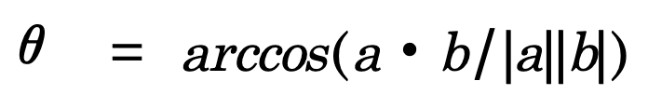 θ = arccos(a • b/|a||b|)